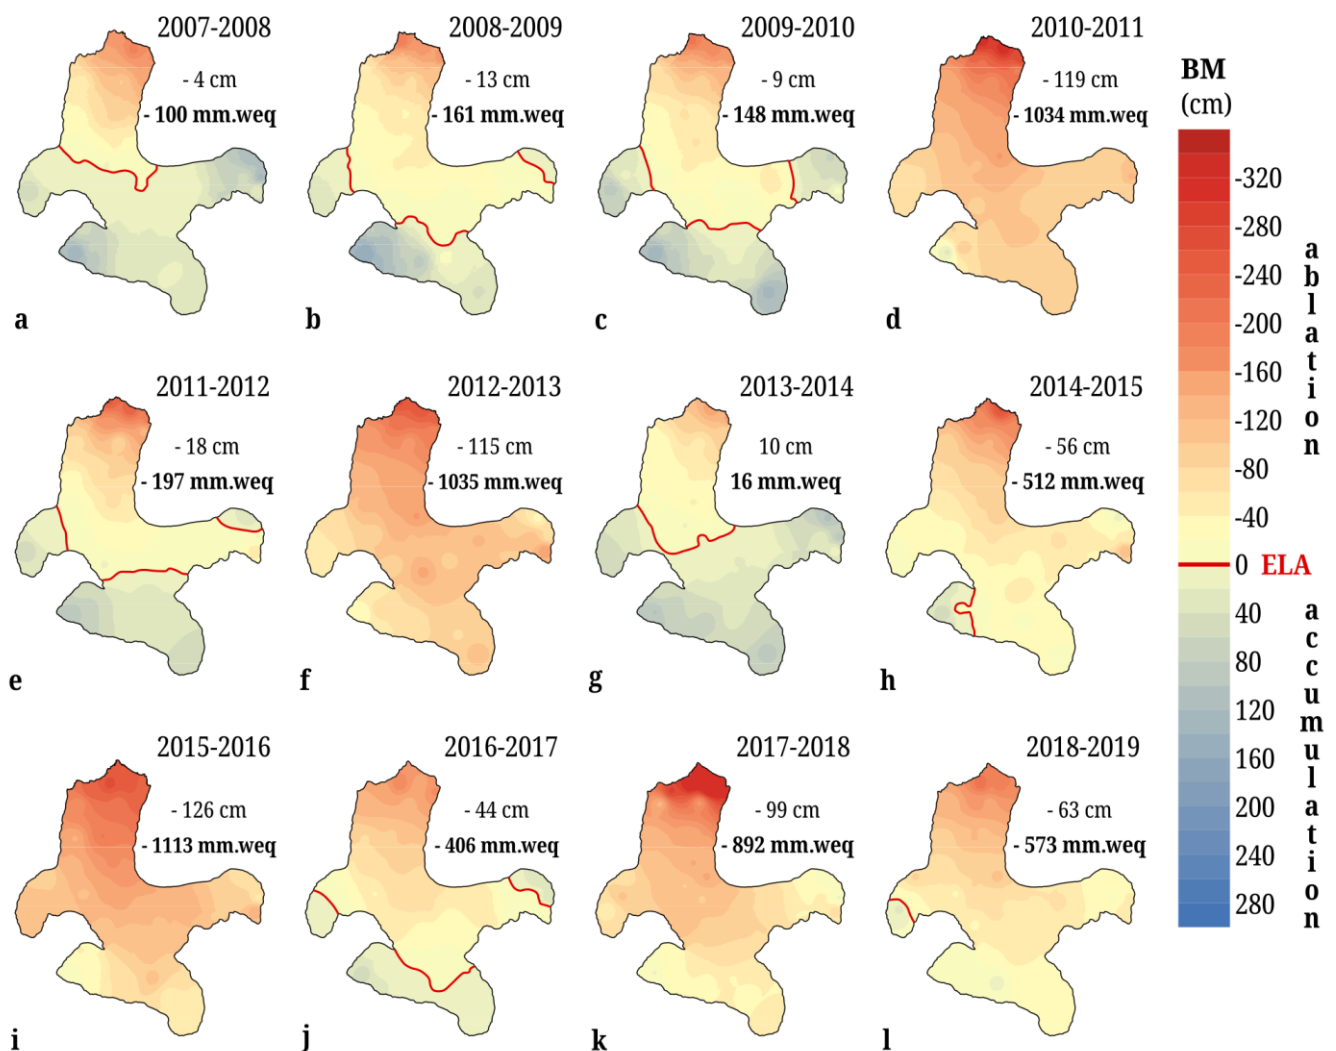 2007-2008
- 4 cm
- 100 mm.weq
a
2008-2009
- 13 cm
- 161 mm.weq
b
2009-2010
- 9 cm
- 148 mm.weq
c
2010-2011
- 119 cm
- 1034 mm.weq
d
2011-2012
- 18 cm
- 197 mm.weq
e
2012-2013
- 115 cm
- 1035 mm.weq
f
2013-2014
10 cm
16 mm.weq
g
2014-2015
- 56 cm
- 512 mm.weq
h
2015-2016
- 126 cm
- 1113 mm.weq
i
2016-2017
- 44 cm
- 406 mm.weq
j
2017-2018
- 99 cm
- 892 mm.weq
k
2018-2019
- 63 cm
- 573 mm.weq
l
BM
(cm)
-320
-280
-240
-200
-160
-120
-80
-40
0 ELA
40
80
120
160
200
240
280
ablation
accumulation